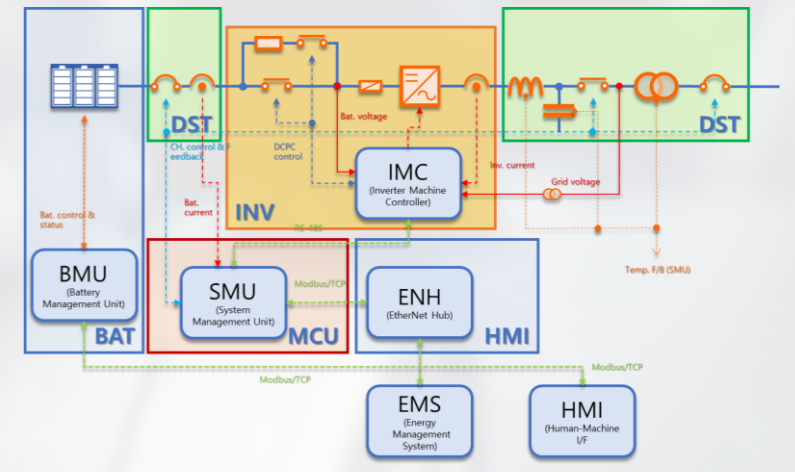 DST
DST
CH. control & F
eedback
DCPC
control
Bat. voltage
IMC
(Inverter Machine
Controller)
Inv. current
Grid voltage
Bat. control &
status
Bat.
current
INV
RS-485
Temp. F/B (SMU)
BMU
(Battery
Management Unit)
BAT
SMU
(System
Management Unit)
MCU
Modbus/TCP
ENH
(EtherNet Hub)
HMI
Modbus/TCP
Modbus/TCP
EMS
(Energy
Management
System)
HMI
(Human-Machine
I/F)